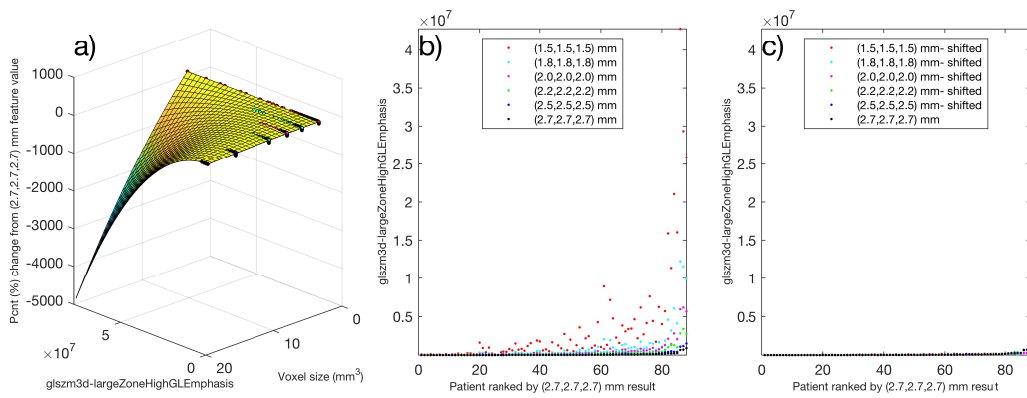 a)
1000
0
-1000
-2000
-3000
-4000
-5000
Pcnt (%) change from (2.7,2.7,2.7) mm feature value
5
0
×10⁷
glszm3d-largeZoneHighGLEmphasis
20
10
0
Voxel size (mm³)
b)
×10⁷
4
3.5
3
2.5
2
1.5
1
0.5
glszm3d-largeZoneHighGLEmphasis
(1.5,1.5,1.5) mm
(1.8,1.8,1.8) mm
(2.0,2.0,2.0) mm
(2.2,2.2,2.2) mm
(2.5,2.5,2.5) mm
(2.7,2.7,2.7) mm
0 20 40 60 80
Patient ranked by (2.7,2.7,2.7) mm result
c)
×10⁷
4
3.5
3
2.5
2
1.5
1
0.5
glszm3d-largeZoneHighGLEmphasis
(1.5,1.5,1.5) mm- shifted
(1.8,1.8,1.8) mm- shifted
(2.0,2.0,2.0) mm- shifted
(2.2,2.2,2.2) mm- shifted
(2.5,2.5,2.5) mm- shifted
(2.7,2.7,2.7) mm
0 20 40 60 80
Patient ranked by (2.7,2.7,2.7) mm result